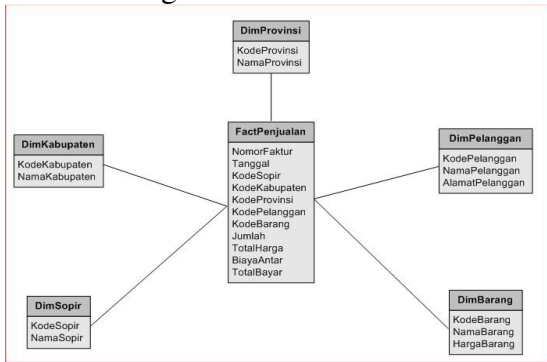 DimProvinsi
KodeProvinsi
NamaProvinsi
DimKabupaten
KodeKabupaten
NamaKabupaten
FactPenjualan
NomorFaktur
Tanggal
KodeSopir
KodeKabupaten
KodeProvinsi
KodePelanggan
KodeBarang
Jumlah
TotalHarga
BiayaAntar
TotalBayar
DimPelanggan
KodePelanggan
NamaPelanggan
AlamatPelanggan
DimSopir
KodeSopir
NamaSopir
DimBarang
KodeBarang
NamaBarang
HargaBarang